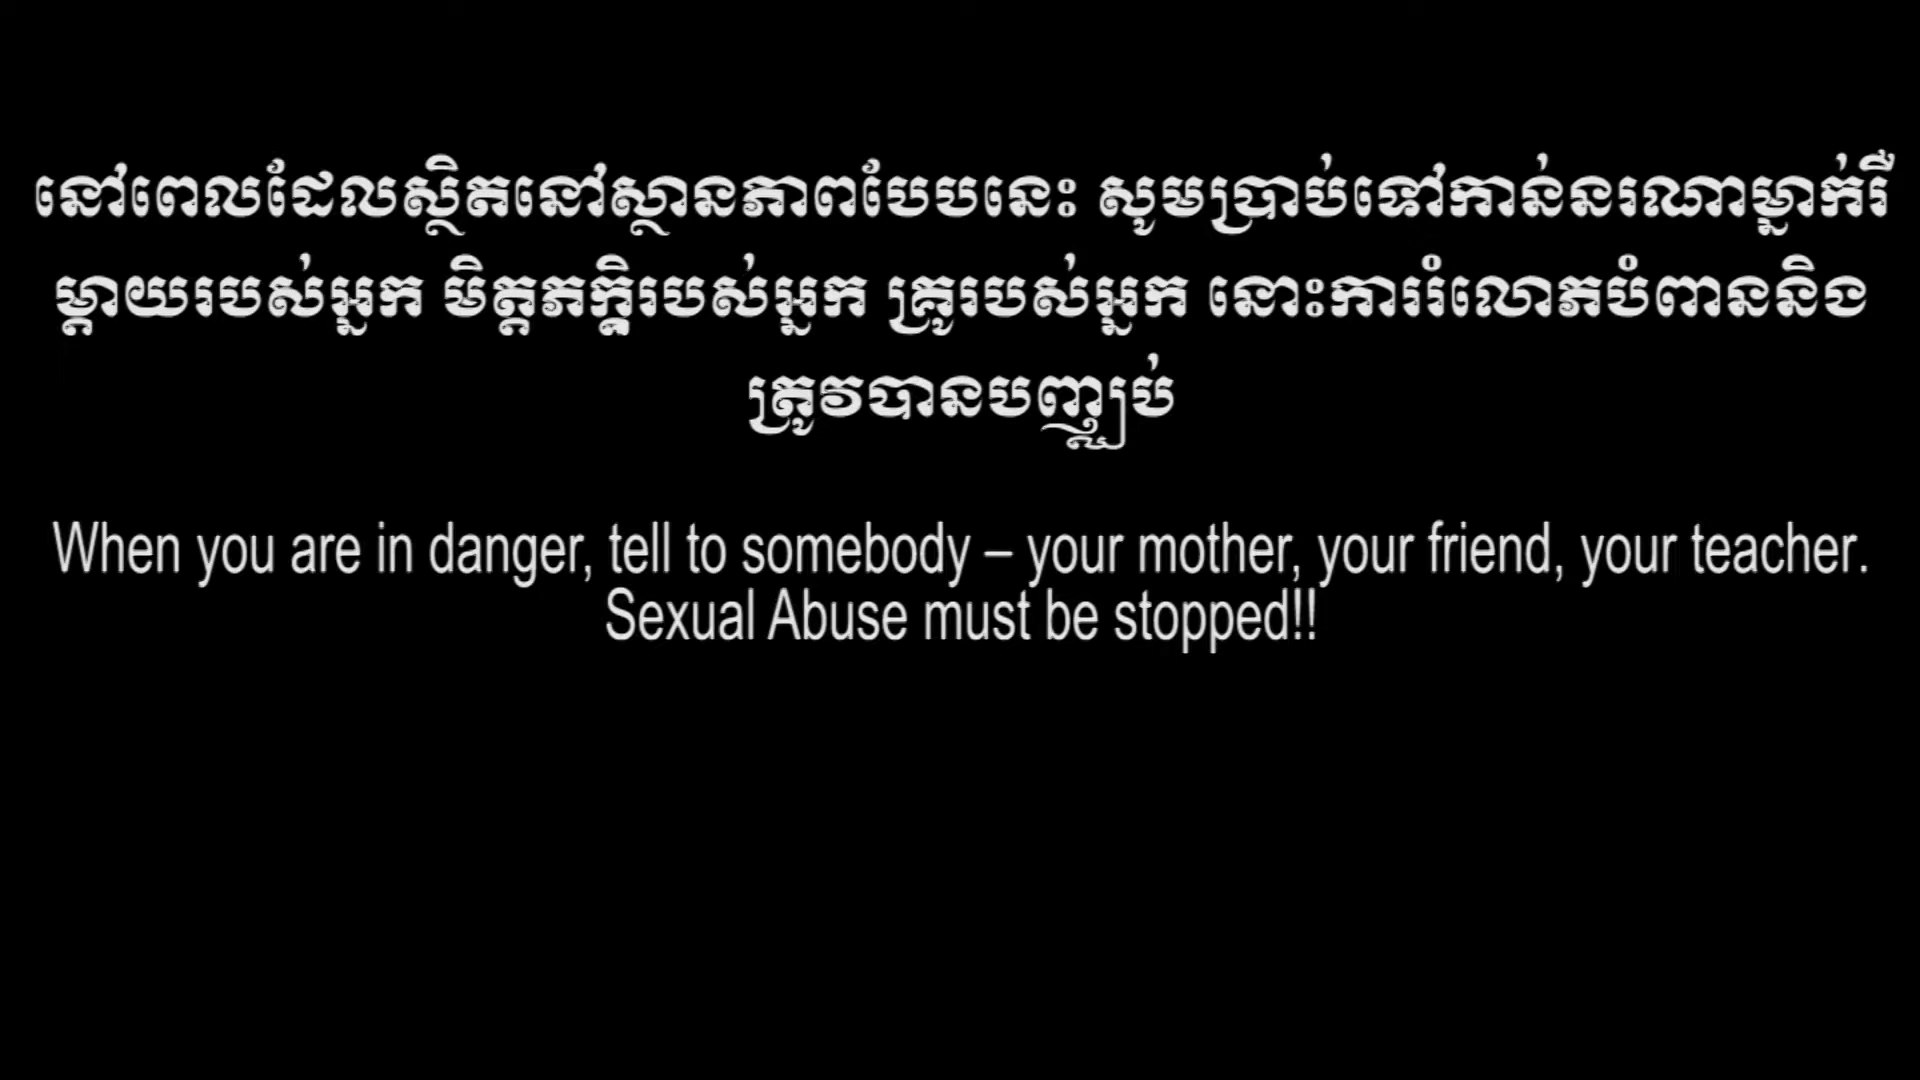 នៅពេលដែលស្ថិតនៅស្ថានភាពបែបនេះ សូមប្រាប់ទៅកាន់នរណាម្នាក់រឺ
ម្តាយរបស់អ្នក មិត្តភក្តិរបស់អ្នក គ្រូរបស់អ្នក នោះការរំលោភបំពាននិង
ត្រូវបានបញ្ឈប់
When you are in danger, tell to somebody – your mother, your friend, your teacher.
Sexual Abuse must be stopped!!